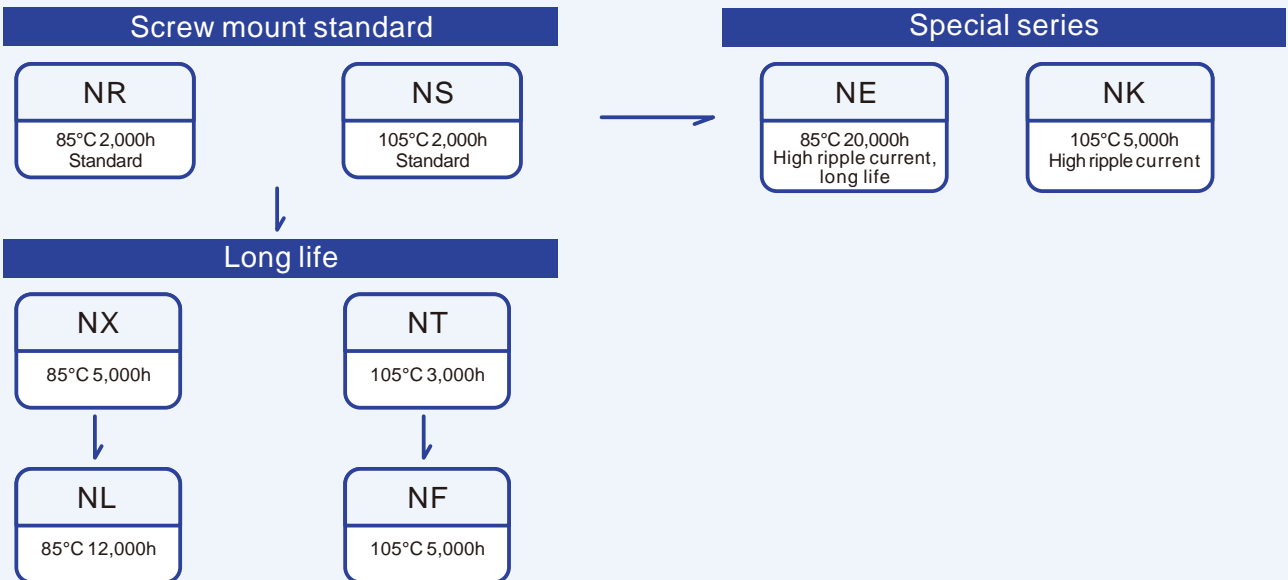 Screw mount standard
Special series
NR
85°C 2,000h
Standard
NS
105°C 2,000h
Standard
NE
85°C 20,000h
High ripple current,
long life
NK
105°C 5,000h
High ripple current
Long life
NX
85°C 5,000h
NT
105°C 3,000h
NL
85°C 12,000h
NF
105°C 5,000h